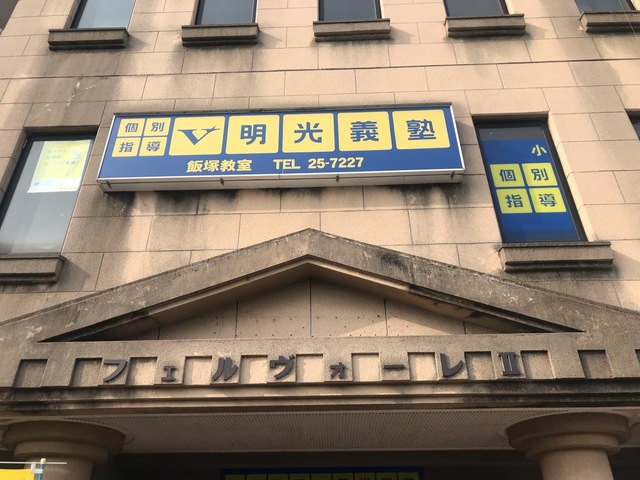 個別 指導 V 明光義塾
飯塚教室 TEL 25-7227
小
個別
指導
フェルヴォーレⅡ